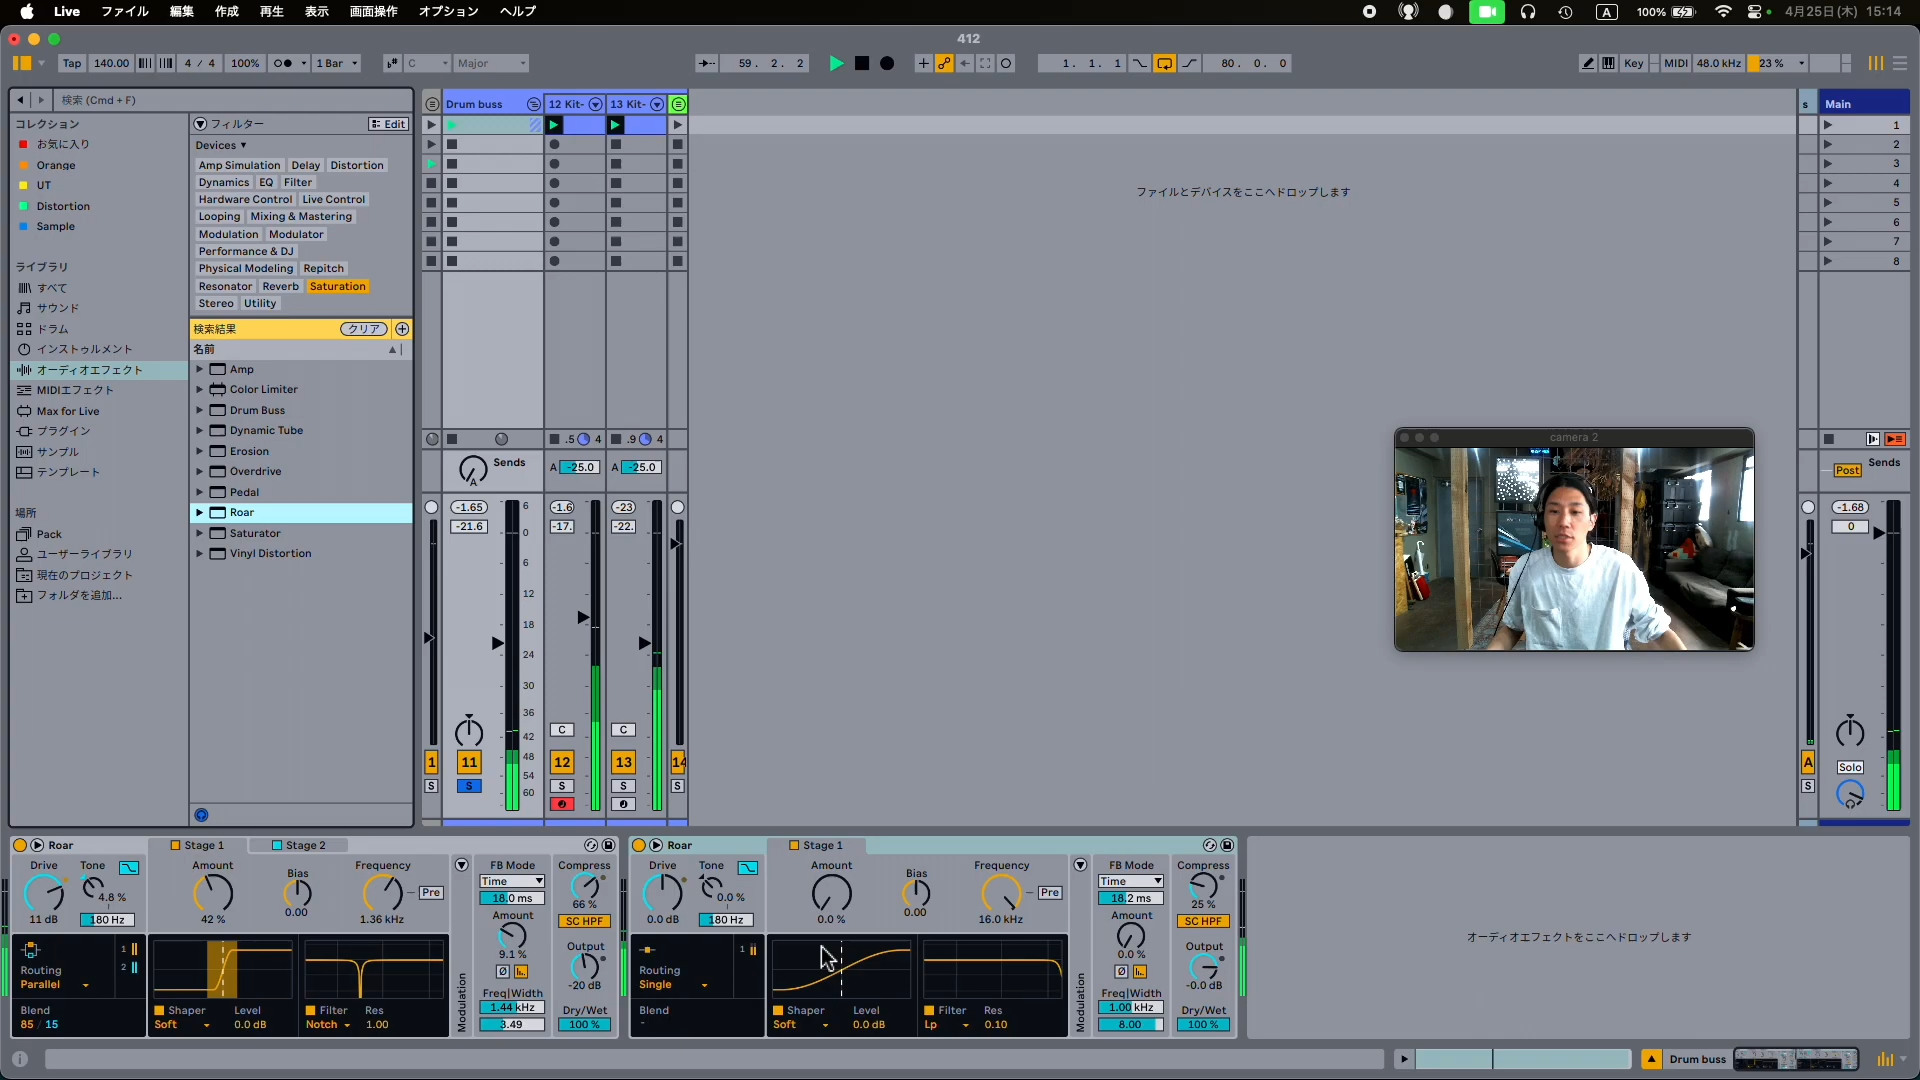 Live ファイル 編集 作成 再生 表示 画面操作 オプション ヘルプ
A 100% 4月25日(木) 15:14
412
Tap 140.00 4 / 4 100% 1 Bar C Major 59. 2. 2 1. 1. 1 80. 0. 0 Key MIDI 48.0 kHz 23 %
検索 (Cmd + F)
コレクション
お気に入り
Orange
UT
Distortion
Sample
ライブラリ
すべて
サウンド
ドラム
インストゥルメント
オーディオエフェクト
MIDIエフェクト
Max for Live
プラグイン
サンプル
テンプレート
場所
Pack
ユーザーライブラリ
現在のプロジェクト
フォルダを追加...
フィルター Edit
Devices
Amp Simulation Delay Distortion
Dynamics EQ Filter
Hardware Control Live Control
Looping Mixing & Mastering
Modulation Modulator
Performance & DJ
Physical Modeling Repitch
Resonator Reverb Saturation
Stereo Utility
検索結果 クリア
名前
Amp
Color Limiter
Drum Buss
Dynamic Tube
Erosion
Overdrive
Pedal
Roar
Saturator
Vinyl Distortion
Drum buss 12 Kit- 13 Kit-
ファイルとデバイスをここへドロップします
s Main
1
2
3
4
5
6
7
8
.5 4 .9 4
Sends A -25.0 A -25.0
A
-1.65 6 -1.6 -23
-21.6 0 -17. -22.
6
12
18
24
30
36
42
48
54
60
C C
1 11 12 13 14
S S S S S
camera 2
Post Sends
-1.68
0
A Solo
S
Roar Stage 1 Stage 2
Drive Tone Amount Bias Frequency FB Mode Compress
Time
4.8 % Pre 18.0 ms 66 %
11 dB 180 Hz 42 % 0.00 1.36 kHz Amount SC HPF
9.1 % Output
1
Routing 2
Parallel Ø -20 dB
Freq|Width
Blend Shaper Level Filter Res 1.44 kHz Dry/Wet
85 / 15 Soft 0.0 dB Notch 1.00 3.49 100 %
Modulation
Roar Stage 1
Drive Tone Amount Bias Frequency FB Mode Compress
Time
0.0 % Pre 18.2 ms 25 %
0.0 dB 180 Hz 0.0 % 0.00 16.0 kHz Amount SC HPF
0.0 % Output
1
Routing
Single Ø -0.0 dB
Freq|Width
Blend Shaper Level Filter Res 1.00 kHz Dry/Wet
- Soft 0.0 dB Lp 0.10 8.00 100 %
Modulation
オーディオエフェクトをここへドロップします
Drum buss